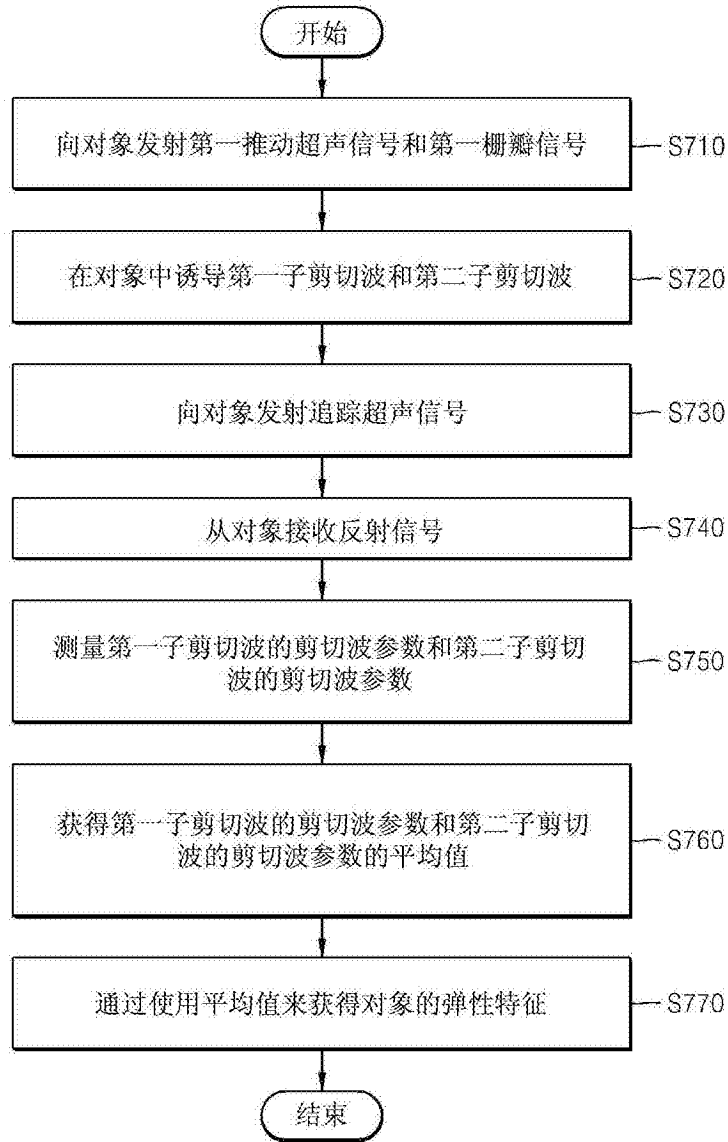 开始
向对象发射第一推动超声信号和第一栅瓣信号
S710
在对象中诱导第一子剪切波和第二子剪切波
S720
向对象发射追踪超声信号
S730
从对象接收反射信号
S740
测量第一子剪切波的剪切波参数和第二子剪切
波的剪切波参数
S750
获得第一子剪切波的剪切波参数和第二子剪切
波的剪切波参数的平均值
S760
通过使用平均值来获得对象的弹性特征
S770
结束